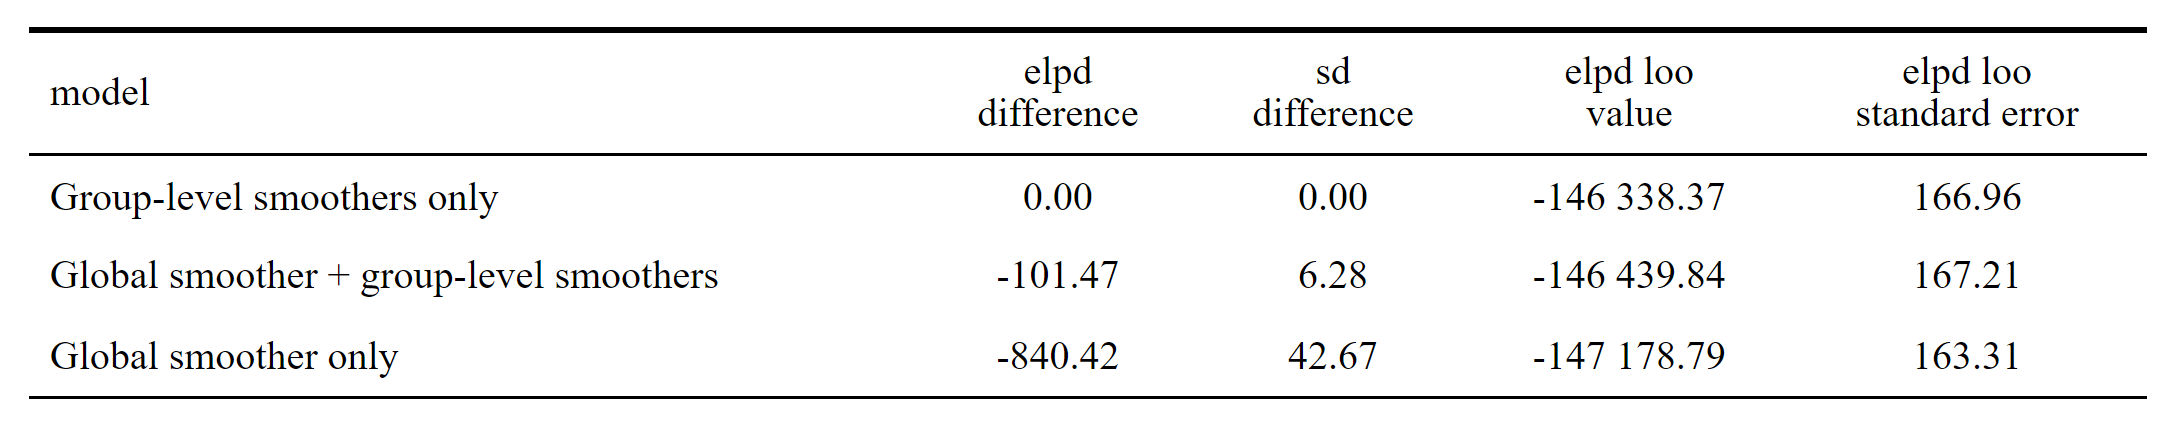 model elpd difference sd difference elpd loo value elpd loo standard error
Group-level smoothers only 0.00 0.00 -146 338.37 166.96
Global smoother + group-level smoothers -101.47 6.28 -146 439.84 167.21
Global smoother only -840.42 42.67 -147 178.79 163.31